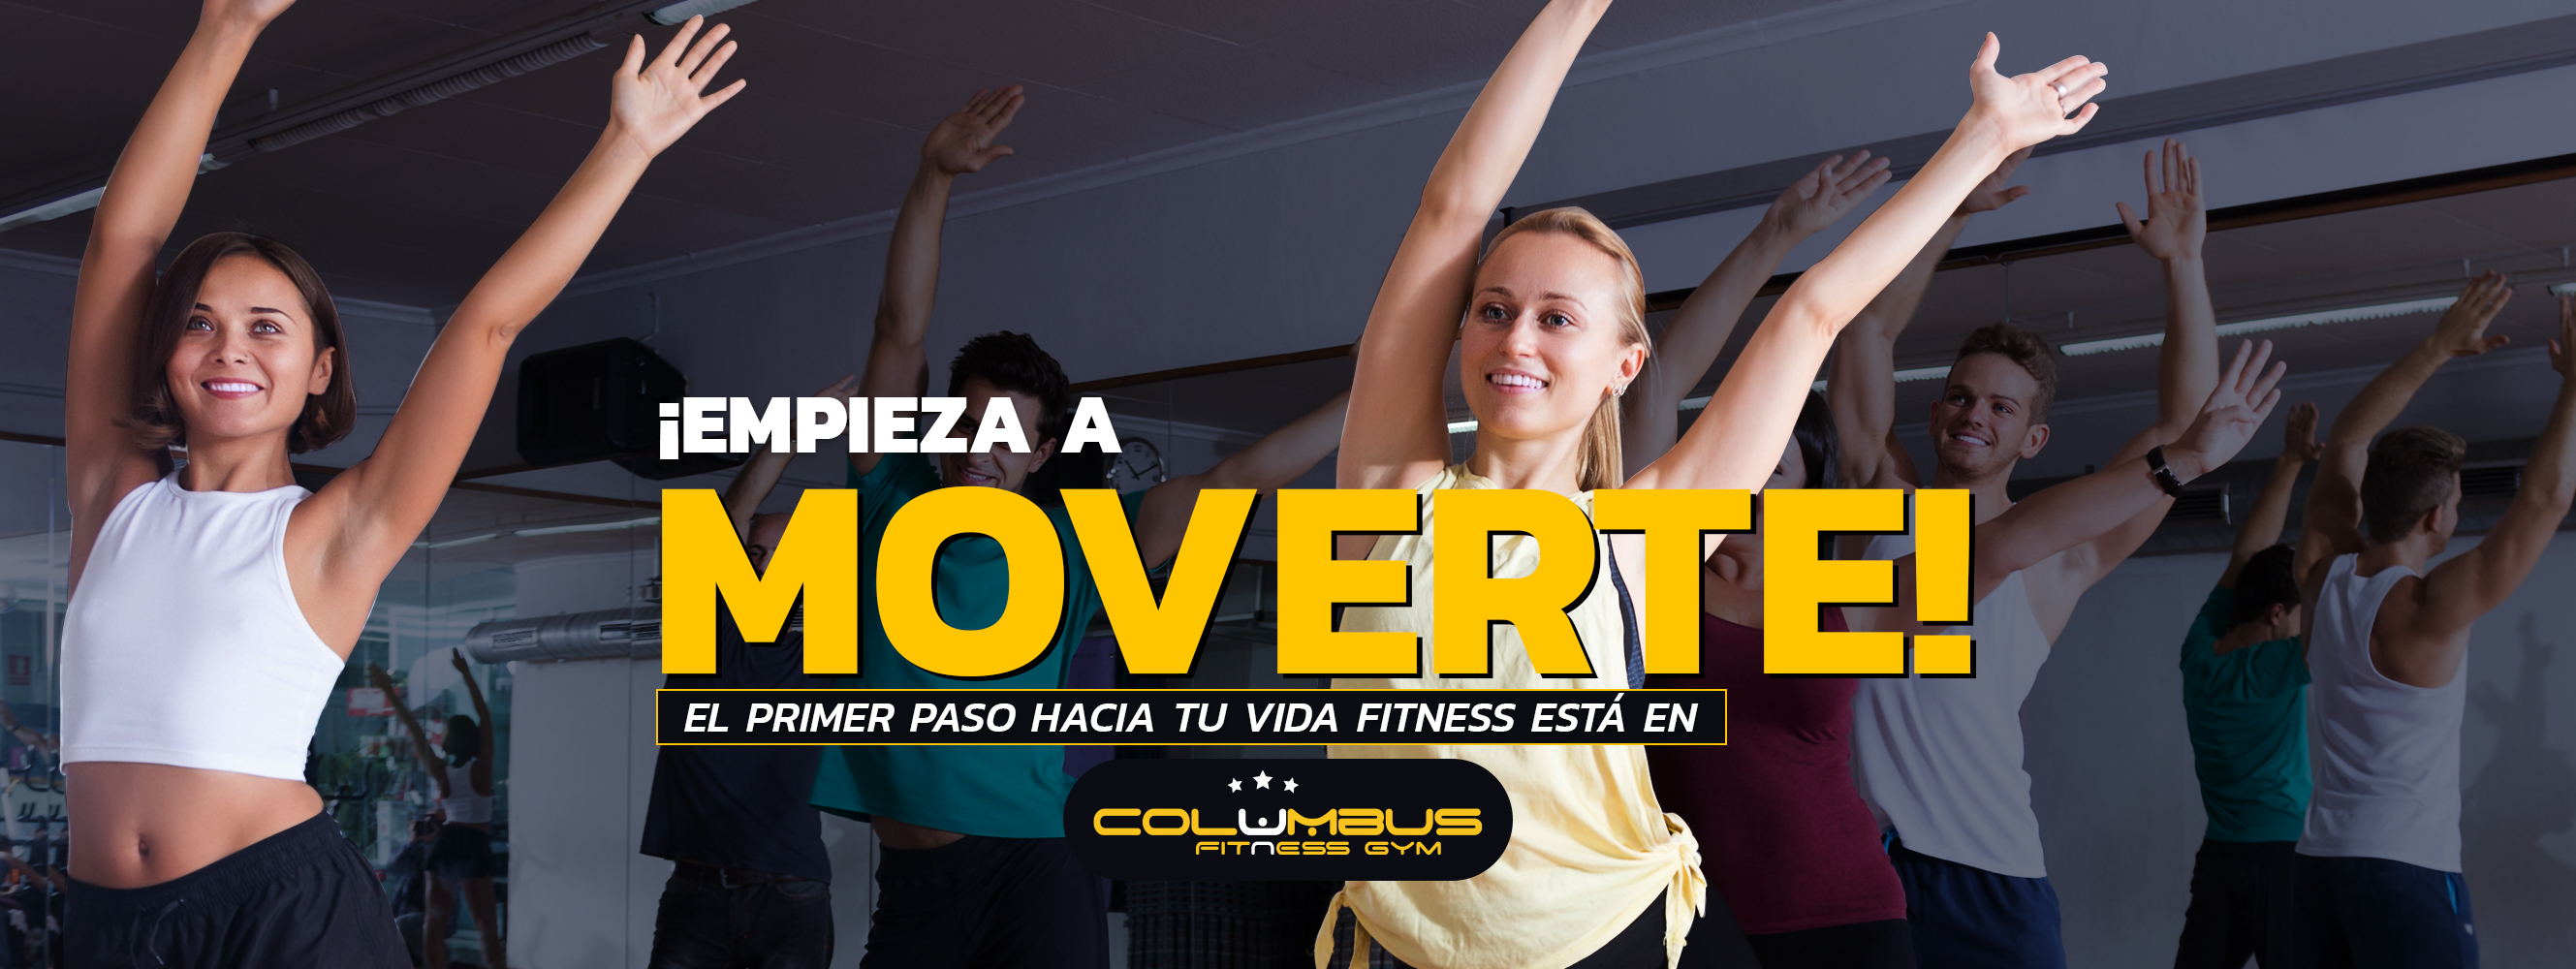 ¡EMPIEZA A
MOVERTE!
EL PRIMER PASO HACIA TU VIDA FITNESS ESTÁ EN
COLUMBUS
FITNESS GYM